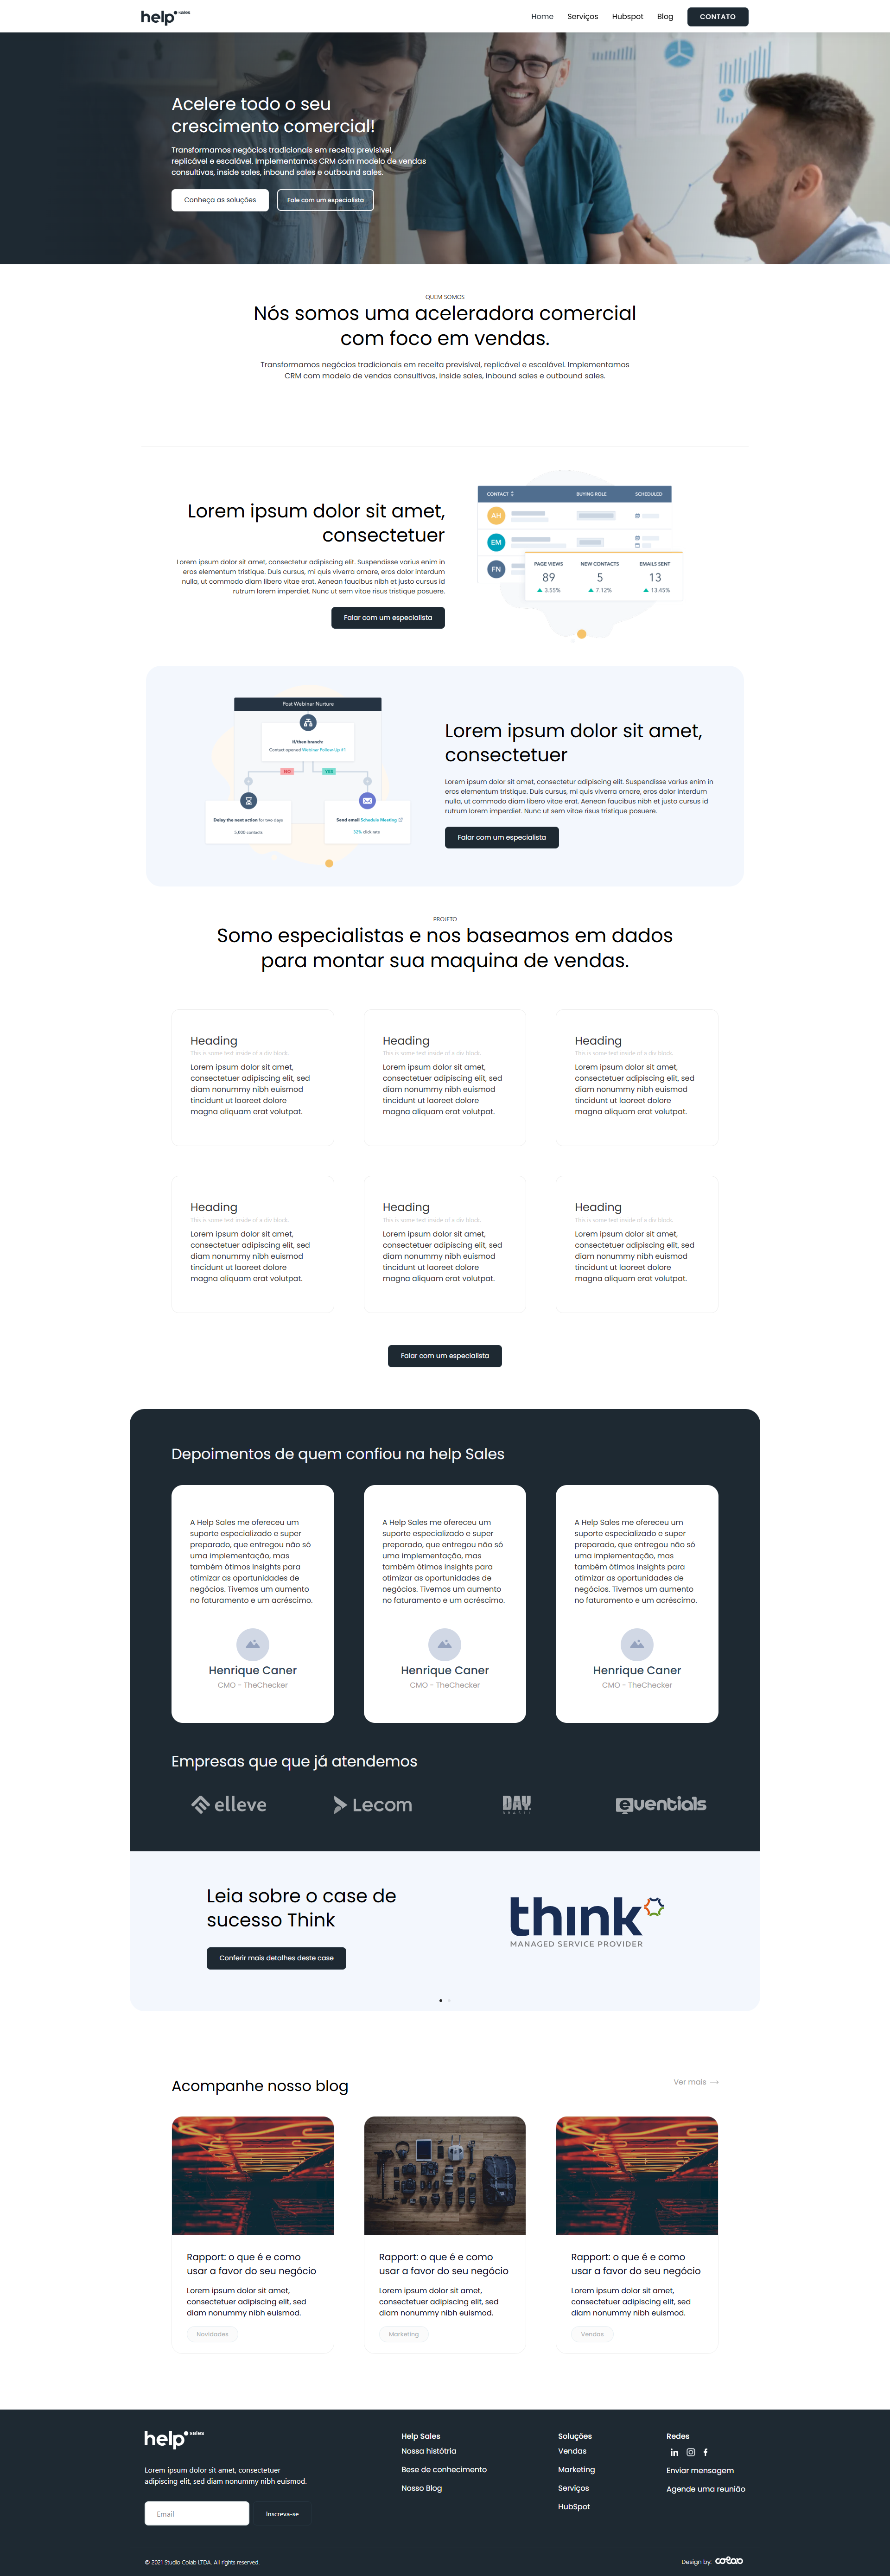 help sales
Home Serviços Hubspot Blog CONTATO
Acelere todo o seu
crescimento comercial!
Transformamos negócios tradicionais em receita previsível,
replicável e escalável. Implementamos CRM com modelo de vendas
consultivas, inside sales, inbound sales e outbound sales.
Conheça as soluções Fale com um especialista
QUEM SOMOS
Nós somos uma aceleradora comercial
com foco em vendas.
Transformamos negócios tradicionais em receita previsível, replicável e escalável. Implementamos
CRM com modelo de vendas consultivas, inside sales, inbound sales e outbound sales.
Lorem ipsum dolor sit amet,
consectetuer
Lorem ipsum dolor sit amet, consectetur adipiscing elit. Suspendisse varius enim in
eros elementum tristique. Duis cursus, mi quis viverra ornare, eros dolor interdum
nulla, ut commodo diam libero vitae erat. Aenean faucibus nibh et justo cursus id
rutrum lorem imperdiet. Nunc ut sem vitae risus tristique posuere.
Falar com um especialista
CONTACT BUYING ROLE SCHEDULED
AH
EM
FN
PAGE VIEWS NEW CONTACTS EMAILS SENT
89 5 13
3.55% 7.12% 13.45%
Post Webinar Nurture
If/then branch:
Contact opened Webinar Follow-Up #1
NO YES
Delay the next action for two days
5,000 contacts
Send email Schedule Meeting
32% click rate
Lorem ipsum dolor sit amet,
consectetuer
Lorem ipsum dolor sit amet, consectetur adipiscing elit. Suspendisse varius enim in
eros elementum tristique. Duis cursus, mi quis viverra ornare, eros dolor interdum
nulla, ut commodo diam libero vitae erat. Aenean faucibus nibh et justo cursus id
rutrum lorem imperdiet. Nunc ut sem vitae risus tristique posuere.
Falar com um especialista
PROJETO
Somo especialistas e nos baseamos em dados
para montar sua maquina de vendas.
Heading
This is some text inside of a div block.
Lorem ipsum dolor sit amet,
consectetuer adipiscing elit, sed
diam nonummy nibh euismod
tincidunt ut laoreet dolore
magna aliquam erat volutpat.
Heading
This is some text inside of a div block.
Lorem ipsum dolor sit amet,
consectetuer adipiscing elit, sed
diam nonummy nibh euismod
tincidunt ut laoreet dolore
magna aliquam erat volutpat.
Heading
This is some text inside of a div block.
Lorem ipsum dolor sit amet,
consectetuer adipiscing elit, sed
diam nonummy nibh euismod
tincidunt ut laoreet dolore
magna aliquam erat volutpat.
Heading
This is some text inside of a div block.
Lorem ipsum dolor sit amet,
consectetuer adipiscing elit, sed
diam nonummy nibh euismod
tincidunt ut laoreet dolore
magna aliquam erat volutpat.
Heading
This is some text inside of a div block.
Lorem ipsum dolor sit amet,
consectetuer adipiscing elit, sed
diam nonummy nibh euismod
tincidunt ut laoreet dolore
magna aliquam erat volutpat.
Heading
This is some text inside of a div block.
Lorem ipsum dolor sit amet,
consectetuer adipiscing elit, sed
diam nonummy nibh euismod
tincidunt ut laoreet dolore
magna aliquam erat volutpat.
Falar com um especialista
Depoimentos de quem confiou na help Sales
A Help Sales me ofereceu um
suporte especializado e super
preparado, que entregou não só
uma implementação, mas
também ótimos insights para
otimizar as oportunidades de
negócios. Tivemos um aumento
no faturamento e um acréscimo.
Henrique Caner
CMO – TheChecker
A Help Sales me ofereceu um
suporte especializado e super
preparado, que entregou não só
uma implementação, mas
também ótimos insights para
otimizar as oportunidades de
negócios. Tivemos um aumento
no faturamento e um acréscimo.
Henrique Caner
CMO – TheChecker
A Help Sales me ofereceu um
suporte especializado e super
preparado, que entregou não só
uma implementação, mas
também ótimos insights para
otimizar as oportunidades de
negócios. Tivemos um aumento
no faturamento e um acréscimo.
Henrique Caner
CMO – TheChecker
Empresas que que já atendemos
elleve Lecom DAY BRASIL eventials
Leia sobre o case de
sucesso Think
Conferir mais detalhes deste case
think
MANAGED SERVICE PROVIDER
Acompanhe nosso blog
Ver mais
Rapport: o que é e como
usar a favor do seu negócio
Lorem ipsum dolor sit amet,
consectetuer adipiscing elit, sed
diam nonummy nibh euismod.
Novidades
Rapport: o que é e como
usar a favor do seu negócio
Lorem ipsum dolor sit amet,
consectetuer adipiscing elit, sed
diam nonummy nibh euismod.
Marketing
Rapport: o que é e como
usar a favor do seu negócio
Lorem ipsum dolor sit amet,
consectetuer adipiscing elit, sed
diam nonummy nibh euismod.
Vendas
help sales
Lorem ipsum dolor sit amet, consectetuer
adipiscing elit, sed diam nonummy nibh euismod.
Email Inscreva-se
Help Sales
Nossa histótria
Bese de conhecimento
Nosso Blog
Soluções
Vendas
Marketing
Serviços
HubSpot
Redes
Enviar mensagem
Agende uma reunião
© 2021 Studio Colab LTDA. All rights reserved.
Design by: colab